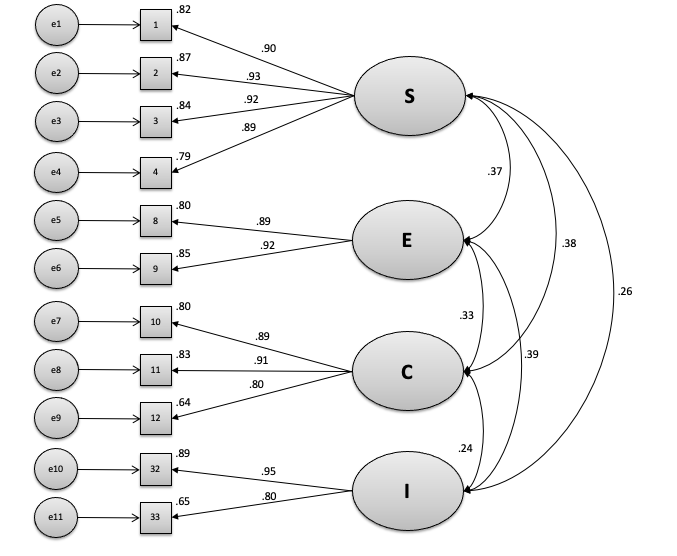 e1 1 .82
.90
e2 2 .87
.93
e3 3 .84
.92
e4 4 .79
.89
S
e5 8 .80
.89
e6 9 .85
.92
E
e7 10 .80
.89
e8 11 .83
.91
e9 12 .64
.80
C
e10 32 .89
.95
e11 33 .65
.80
I
.37
.38
.26
.33
.39
.24